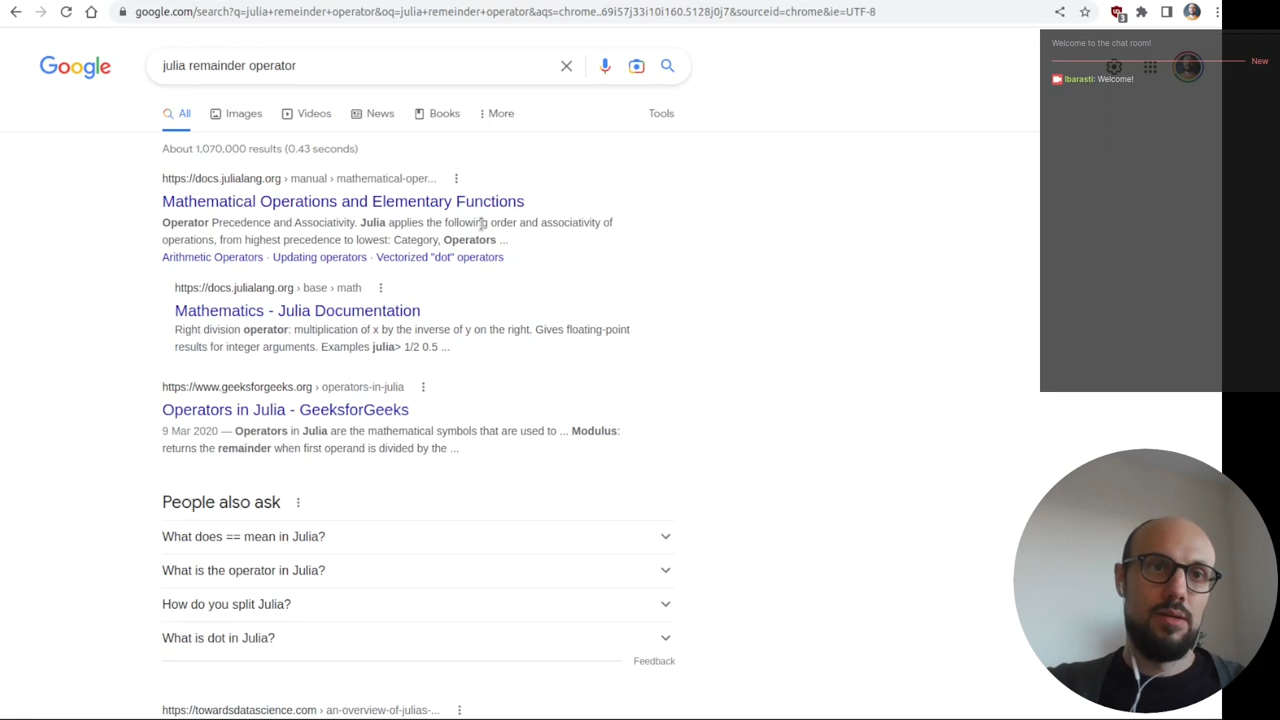 google.com/search?q=julia+remeinder+operator&oq=julia+remeinder+operator&aqs=chrome..69i57j33i10i160.5128j0j7&sourceid=chrome&ie=UTF-8
3
Welcome to the chat room!
New
lbarasti: Welcome!
Google
julia remainder operator
All
Images
Videos
News
Books
More
Tools
About 1,070,000 results (0.43 seconds)
https://docs.julialang.org › manual › mathematical-oper...
Mathematical Operations and Elementary Functions
Operator Precedence and Associativity. Julia applies the following order and associativity of
operations, from highest precedence to lowest: Category, Operators ...
Arithmetic Operators · Updating operators · Vectorized "dot" operators
https://docs.julialang.org › base › math
Mathematics - Julia Documentation
Right division operator: multiplication of x by the inverse of y on the right. Gives floating-point
results for integer arguments. Examples julia> 1/2 0.5 ...
https://www.geeksforgeeks.org › operators-in-julia
Operators in Julia - GeeksforGeeks
9 Mar 2020 — Operators in Julia are the mathematical symbols that are used to ... Modulus:
returns the remainder when first operand is divided by the ...
People also ask
What does == mean in Julia?
What is the operator in Julia?
How do you split Julia?
What is dot in Julia?
Feedback
https://towardsdatascience.com › an-overview-of-julias-...